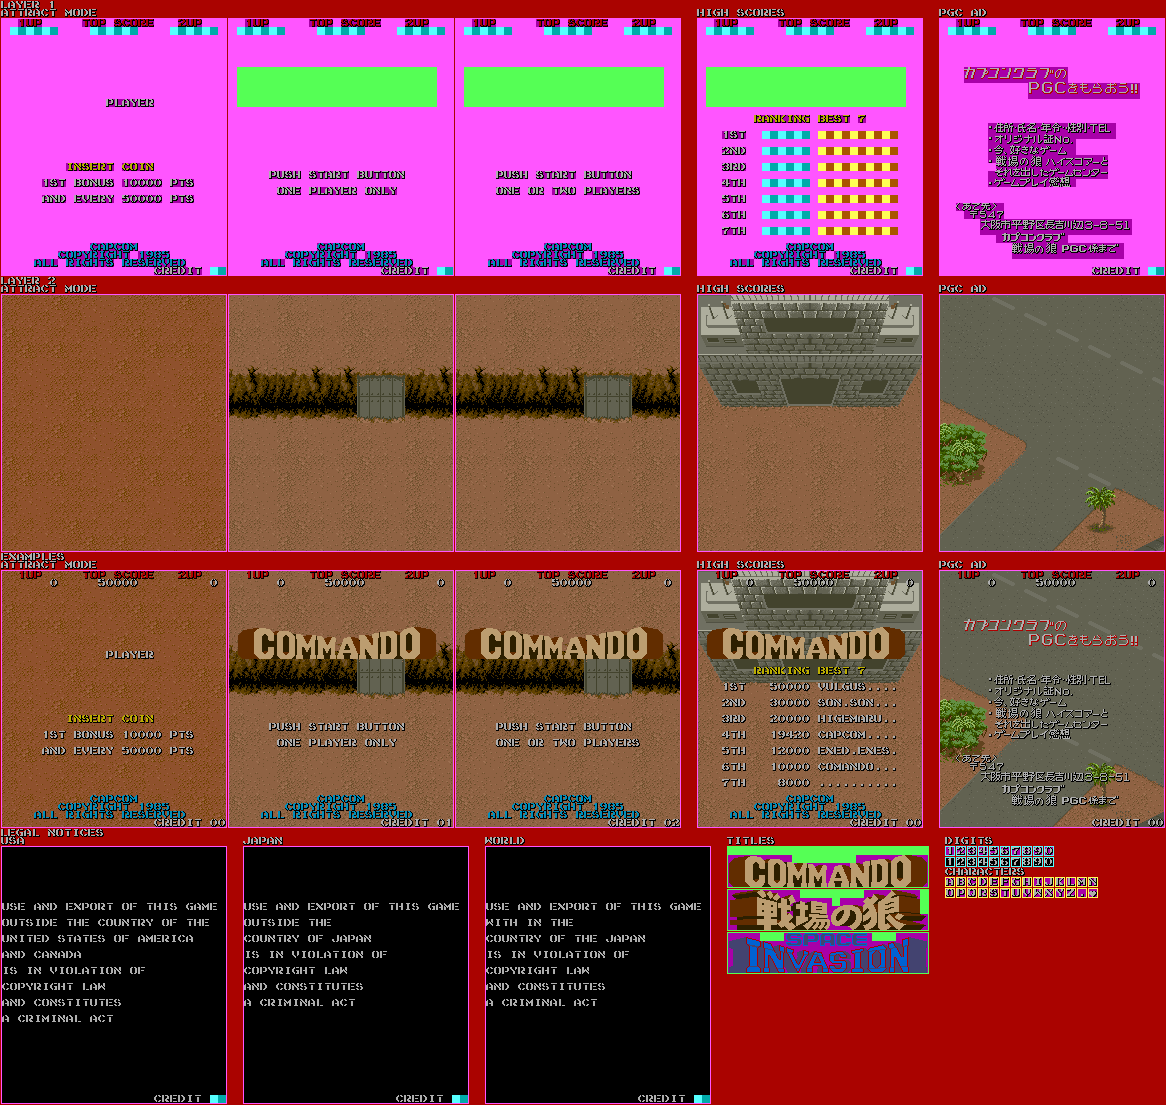 LAYER 1
ATTRACT MODE
1UP TOP SCORE 2UP
PLAYER
INSERT COIN
1ST BONUS 10000 PTS
AND EVERY 50000 PTS
CAPCOM
COPYRIGHT 1985
ALL RIGHTS RESERVED
CREDIT
1UP TOP SCORE 2UP
PUSH START BUTTON
ONE PLAYER ONLY
CAPCOM
COPYRIGHT 1985
ALL RIGHTS RESERVED
CREDIT
1UP TOP SCORE 2UP
PUSH START BUTTON
ONE OR TWO PLAYERS
CAPCOM
COPYRIGHT 1985
ALL RIGHTS RESERVED
CREDIT
HIGH SCORES
1UP TOP SCORE 2UP
RANKING BEST 7
1ST
2ND
3RD
4TH
5TH
6TH
7TH
CAPCOM
COPYRIGHT 1985
ALL RIGHTS RESERVED
CREDIT
PGC AD
1UP TOP SCORE 2UP
カプコンクラブの
PGCをもらおう!!
・住所・氏名・年令・性別・TEL
・オリジナル証No.
・今、好きなゲーム
・戦場の狼 ハイスコアーと
それを出したゲームセンター
・ゲームプレイ感想
<あて先>
〒547
大阪市平野区長吉川辺3-8-51
カプコンクラブ
戦場の狼 PGC係まで
CREDIT
LAYER 2
ATTRACT MODE
HIGH SCORES
PGC AD
EXAMPLES
ATTRACT MODE
1UP TOP SCORE 2UP
0 50000 0
PLAYER
INSERT COIN
1ST BONUS 10000 PTS
AND EVERY 50000 PTS
CAPCOM
COPYRIGHT 1985
ALL RIGHTS RESERVED
CREDIT 00
1UP TOP SCORE 2UP
0 50000 0
COMMANDO
PUSH START BUTTON
ONE PLAYER ONLY
CAPCOM
COPYRIGHT 1985
ALL RIGHTS RESERVED
CREDIT 01
1UP TOP SCORE 2UP
0 50000 0
COMMANDO
PUSH START BUTTON
ONE OR TWO PLAYERS
CAPCOM
COPYRIGHT 1985
ALL RIGHTS RESERVED
CREDIT 02
HIGH SCORES
1UP TOP SCORE 2UP
0 50000 0
COMMANDO
RANKING BEST 7
1ST 50000 VULGUS....
2ND 30000 SON.SON...
3RD 20000 HIGEMARU..
4TH 19420 CAPCOM....
5TH 12000 EXED.EXES.
6TH 10000 COMANDO...
7TH 8000 ..........
CAPCOM
COPYRIGHT 1985
ALL RIGHTS RESERVED
CREDIT 00
PGC AD
1UP TOP SCORE 2UP
0 50000 0
カプコンクラブの
PGCをもらおう!!
・住所・氏名・年令・性別・TEL
・オリジナル証No.
・今、好きなゲーム
・戦場の狼 ハイスコアーと
それを出したゲームセンター
・ゲームプレイ感想
<あて先>
〒547
大阪市平野区長吉川辺3-8-51
カプコンクラブ
戦場の狼 PGC係まで
CREDIT 00
LEGAL NOTICES
USA
USE AND EXPORT OF THIS GAME
OUTSIDE THE COUNTRY OF THE
UNITED STATES OF AMERICA
AND CANADA
IS IN VIOLATION OF
COPYRIGHT LAW
AND CONSTITUTES
A CRIMINAL ACT
CREDIT
JAPAN
USE AND EXPORT OF THIS GAME
OUTSIDE THE
COUNTRY OF JAPAN
IS IN VIOLATION OF
COPYRIGHT LAW
AND CONSTITUTES
A CRIMINAL ACT
CREDIT
WORLD
USE AND EXPORT OF THIS GAME
WITH IN THE
COUNTRY OF THE JAPAN
IS IN VIOLATION OF
COPYRIGHT LAW
AND CONSTITUTES
A CRIMINAL ACT
CREDIT
TITLES
COMMANDO
戦場の狼
SPACE
INVASION
DIGITS
1234567890
1234567890
CHARACTERS
ABCDEFGHIJKLMN
OPQRSTUVWXYZ.♥